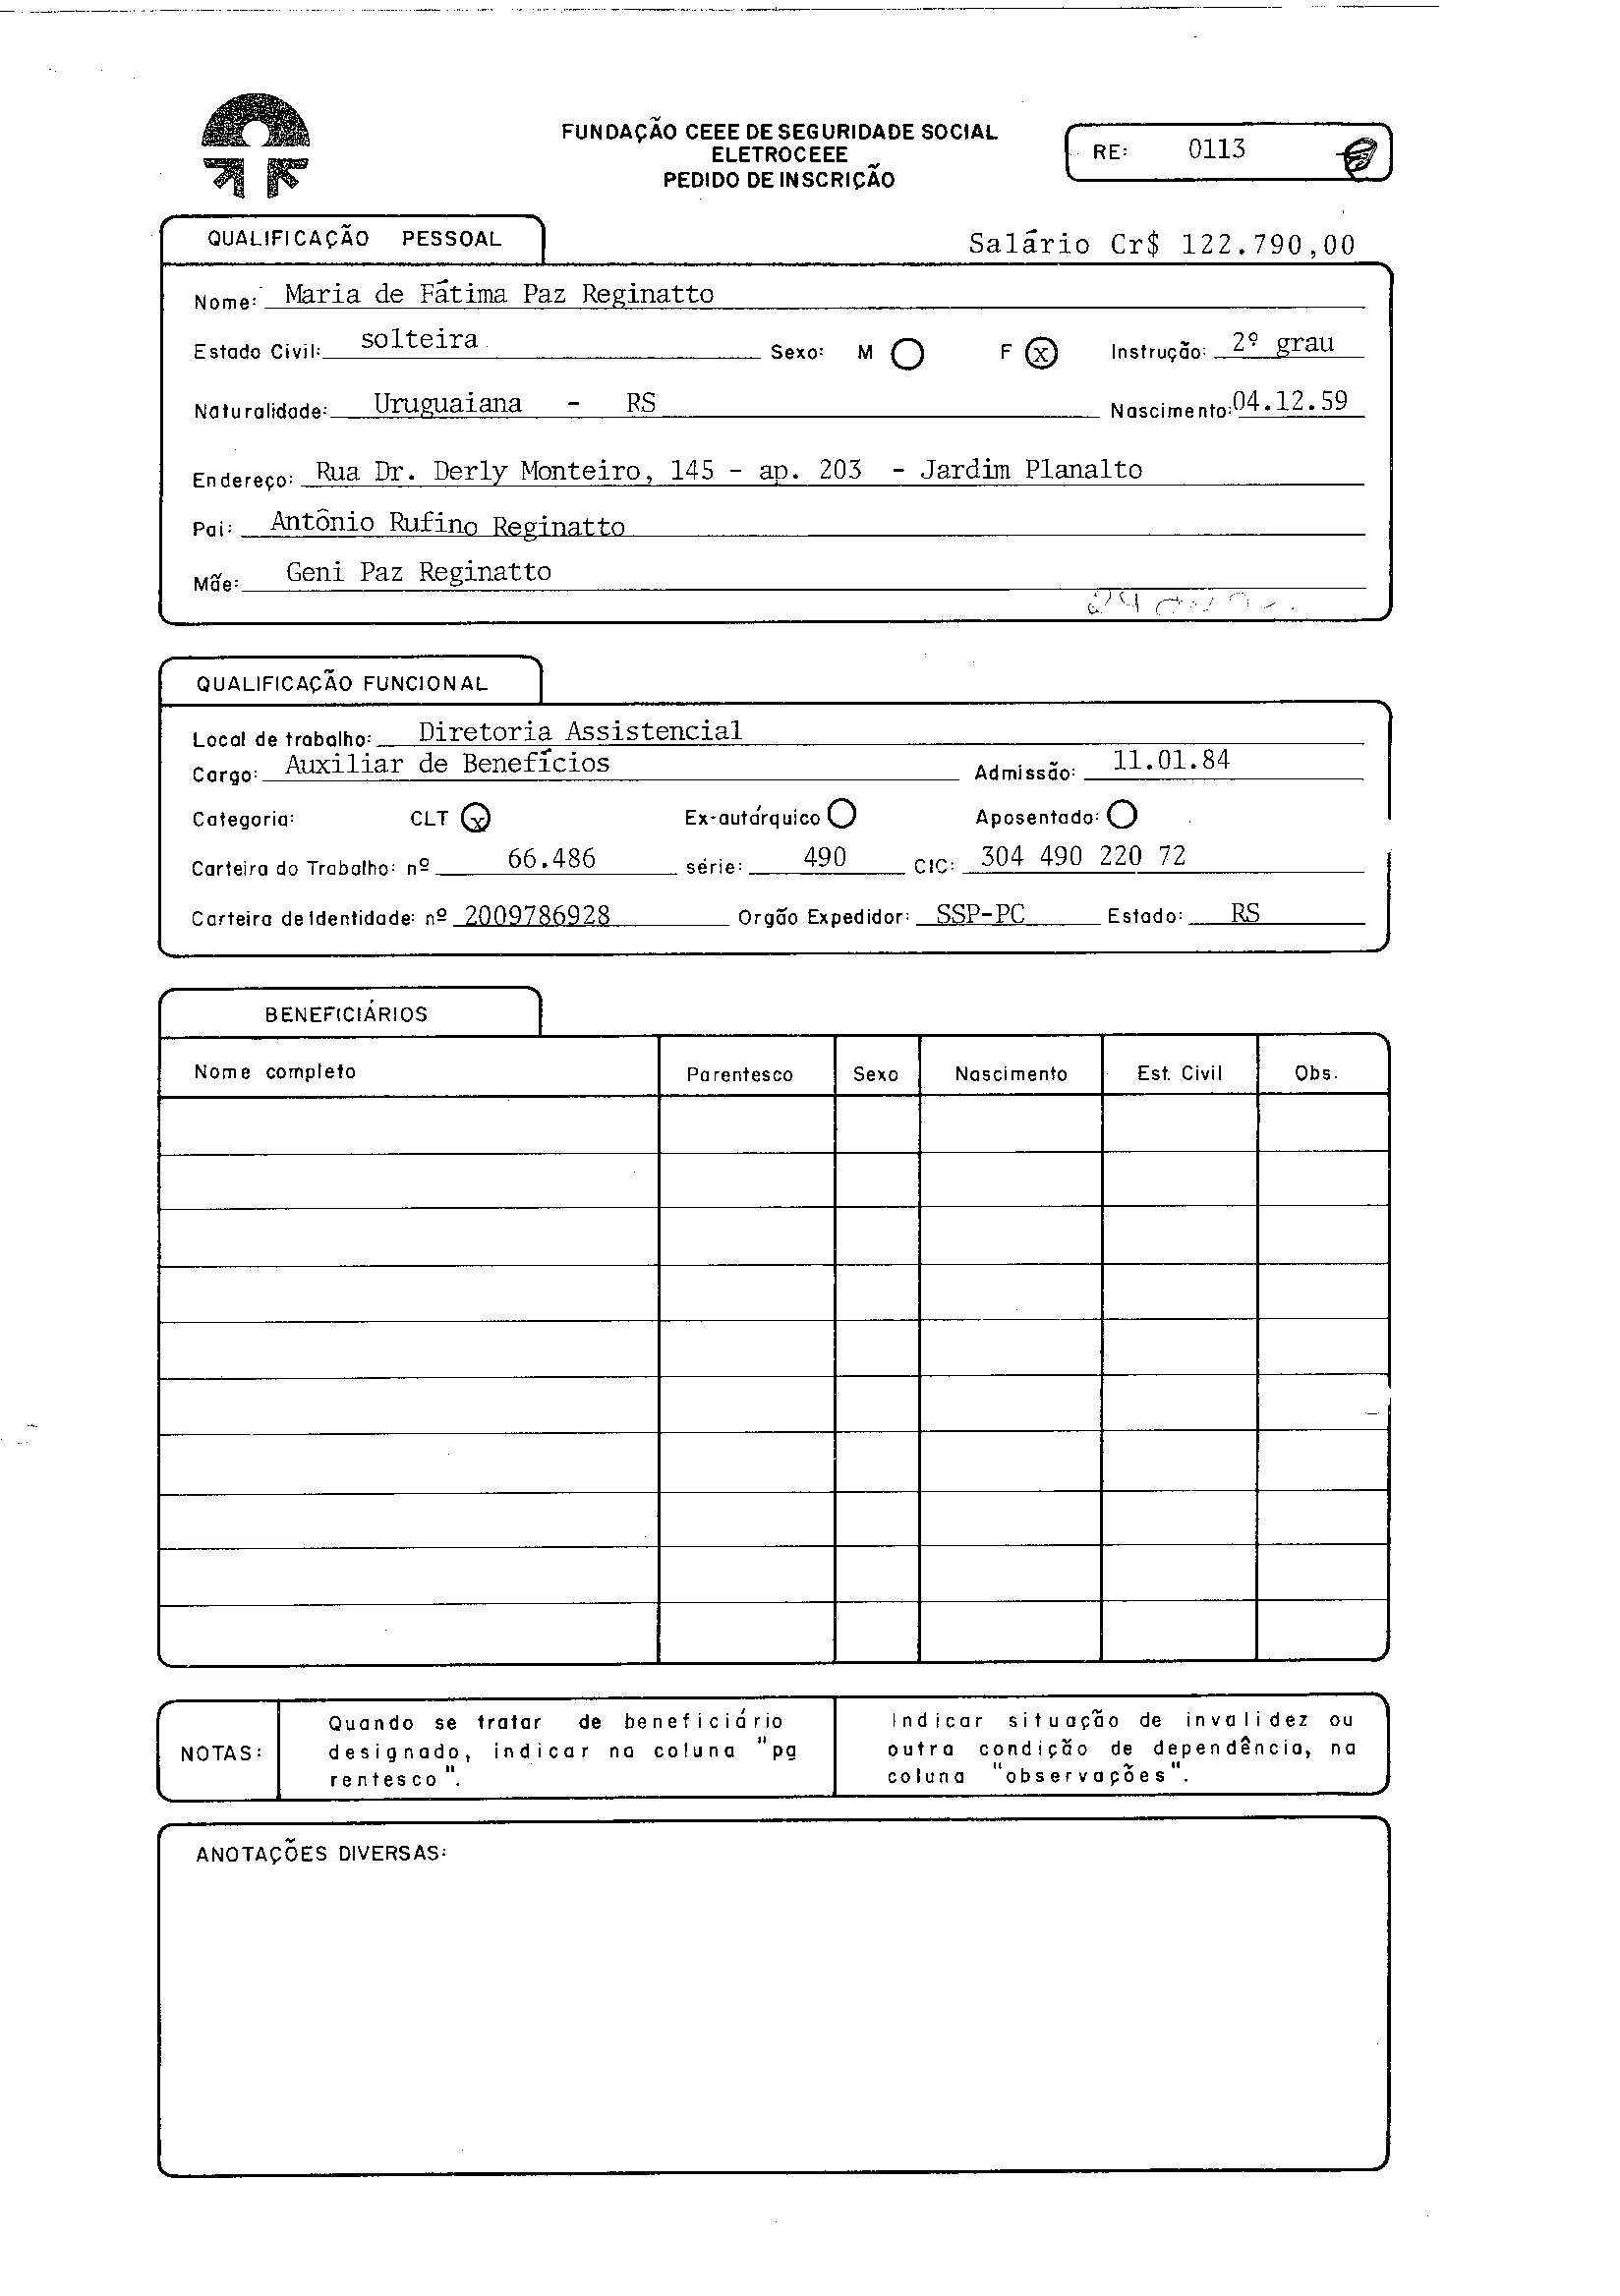 FUNDAÇÃO CEEE DE SEGURIDADE SOCIAL
ELETROCEEE
PEDIDO DE INSCRIÇÃO
RE: 0113
QUALIFICAÇÃO PESSOAL
Salário Cr$ 122.790,00
Nome: Maria de Fátima Paz Reginatto
Estado Civil: solteira Sexo: M F (x) Instrução: 2º grau
Naturalidade: Uruguaiana - RS Nascimento: 04.12.59
Endereço: Rua Dr. Derly Monteiro, 145 - ap. 203 - Jardim Planalto
Pai: Antônio Rufino Reginatto
Mãe: Geni Paz Reginatto
QUALIFICAÇÃO FUNCIONAL
Local de trabalho: Diretoria Assistencial
Cargo: Auxiliar de Benefícios Admissão: 11.01.84
Categoria: CLT (x) Ex-autárquico Aposentado:
Carteira do Trabalho: nº 66.486 série: 490 CIC: 304 490 220 72
Carteira de Identidade: nº 2009786928 Orgão Expedidor: SSP-PC Estado: RS
BENEFICIÁRIOS
Nome completo Parentesco Sexo Nascimento Est. Civil Obs.
NOTAS:
Quando se tratar de beneficiário
designado, indicar na coluna "pa
rentesco".
Indicar situação de invalidez ou
outra condição de dependência, na
coluna "observações".
ANOTAÇÕES DIVERSAS: